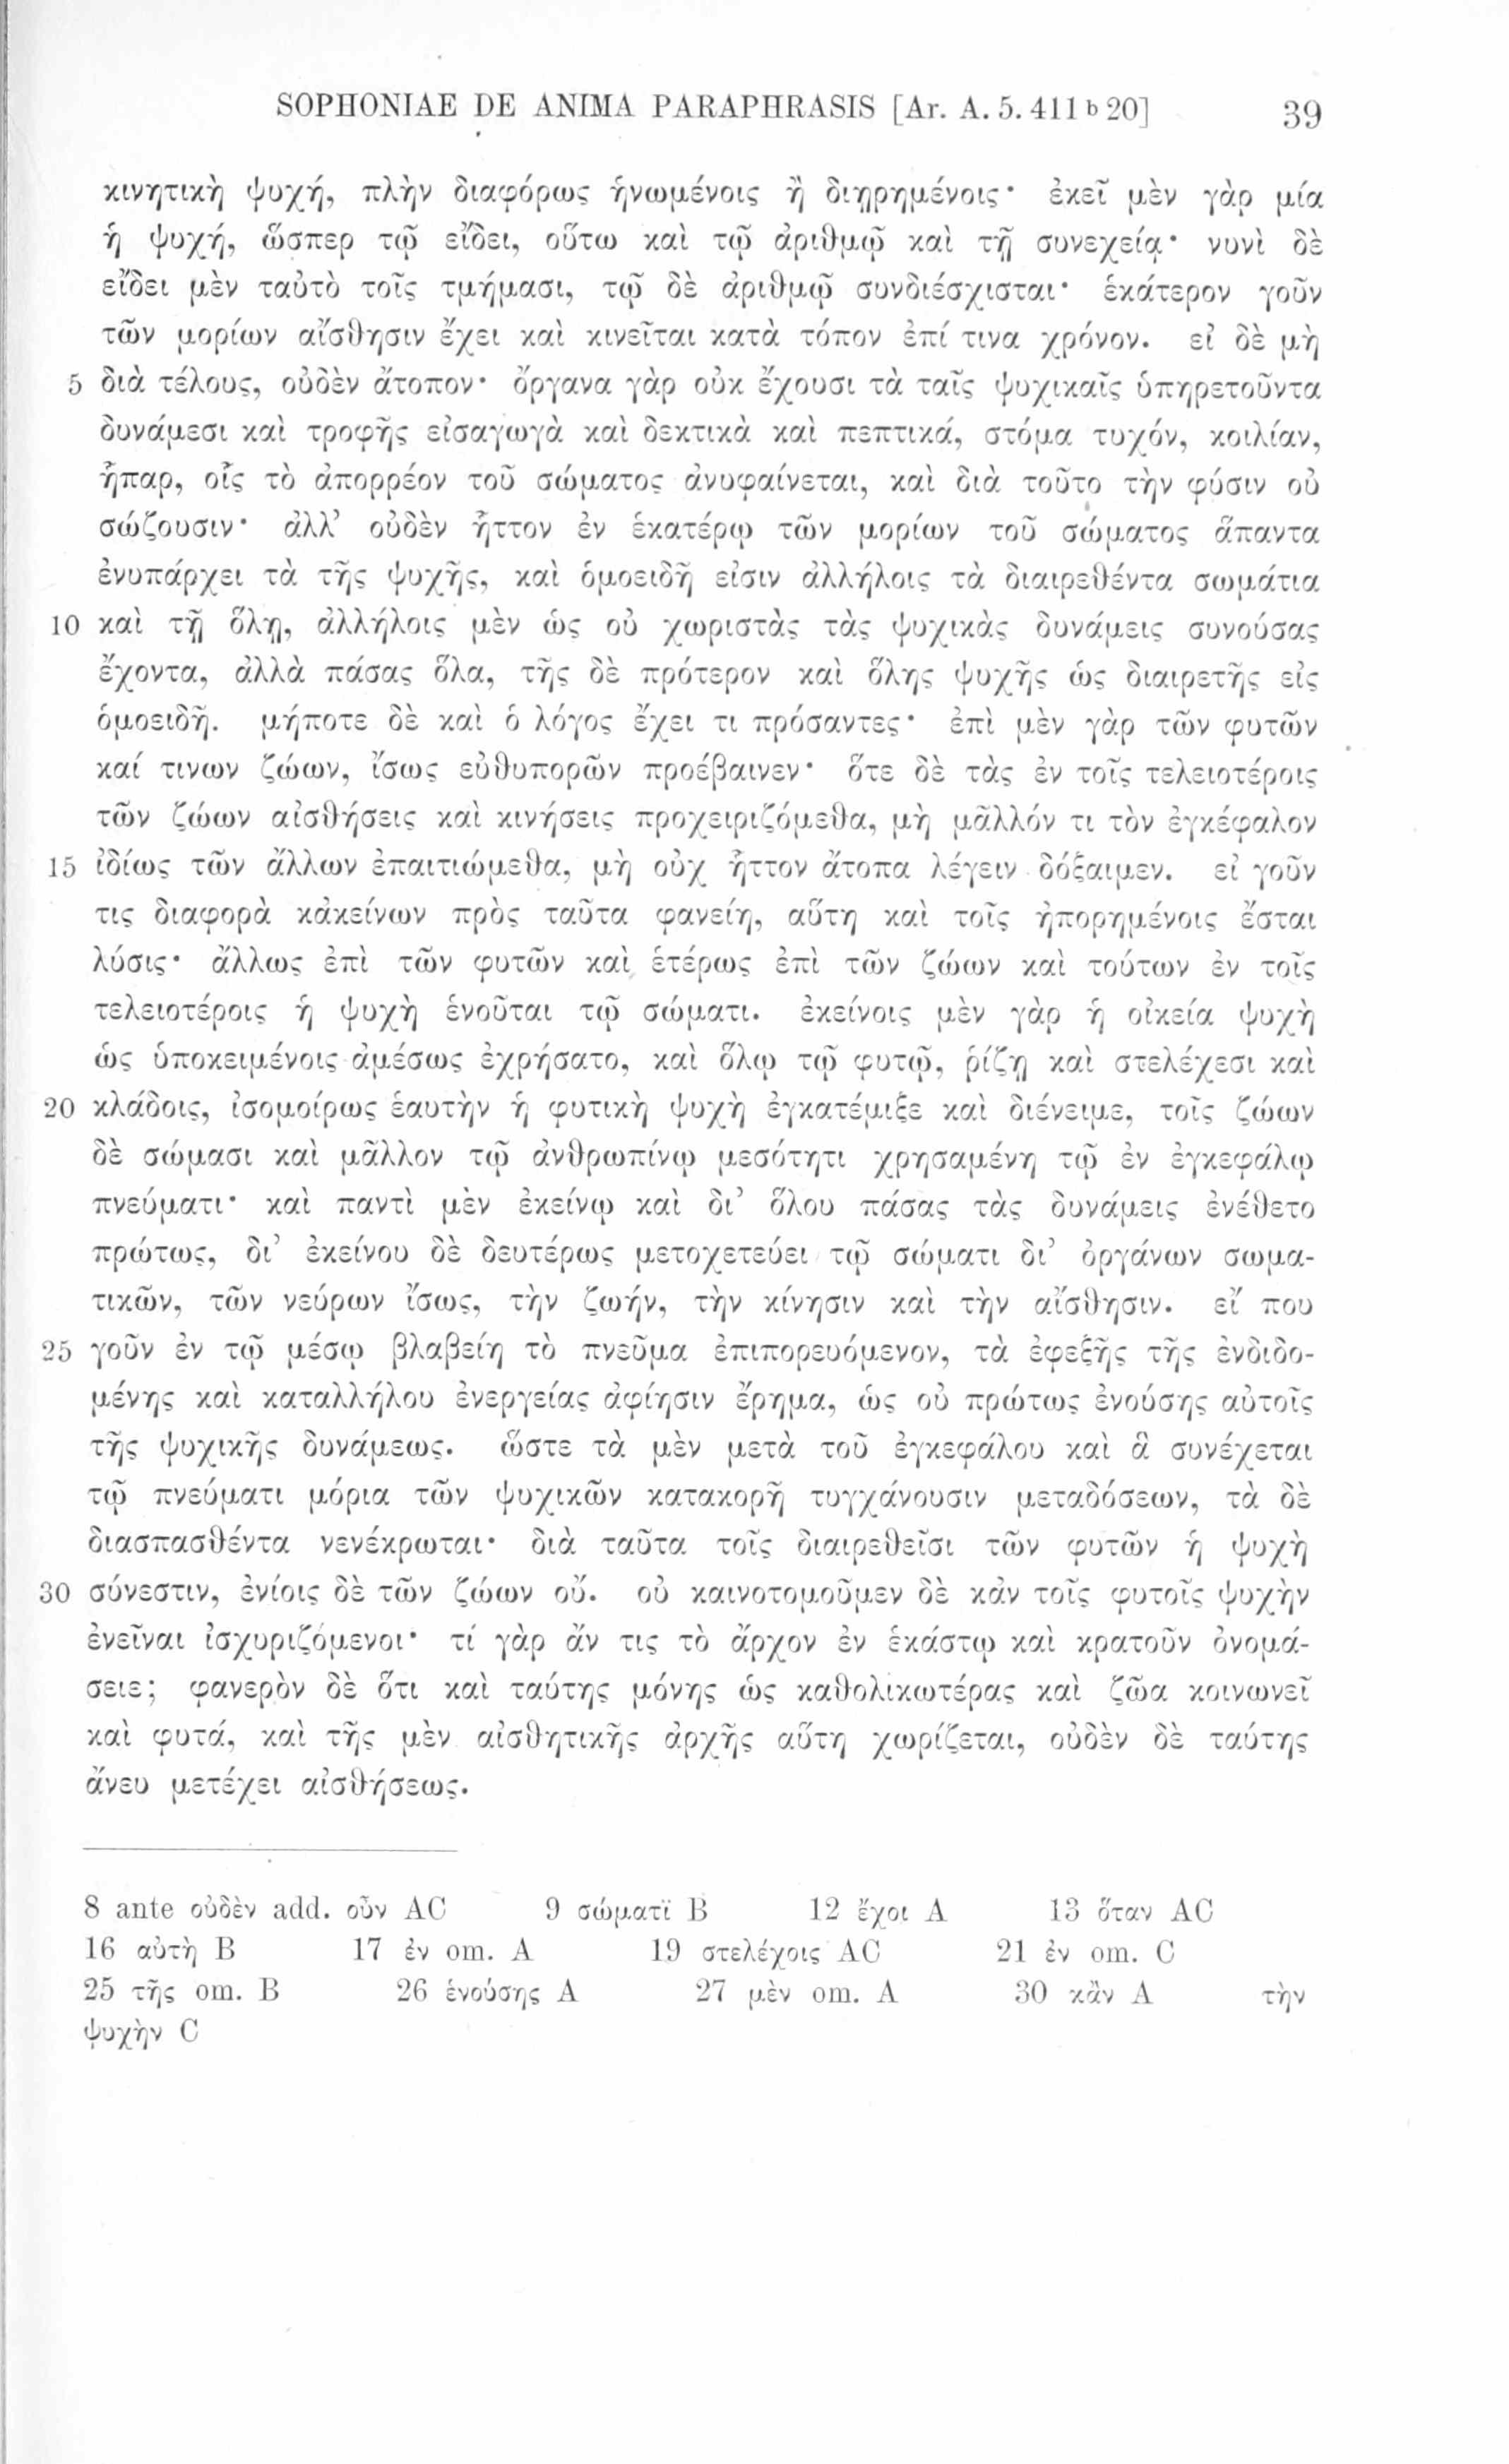 SOPHONIAE DE ANIMA PARAPHRASIS [Ar. A. 5. 411 b 20] 39
κινητικὴ ψυχή, πλὴν διαφόρως ἡνωμένοις ἢ διῃρημένοις· ἐκεῖ μὲν γὰρ μία
ἡ ψυχή, ὥσπερ τῷ εἴδει, οὕτω καὶ τῷ ἀριθμῷ καὶ τῇ συνεχείᾳ· νυνὶ δὲ
εἴδει μὲν ταὐτὸ τοῖς τμήμασι, τῷ δὲ ἀριθμῷ συνδιέσχισται· ἑκάτερον γοῦν
τῶν μορίων αἴσθησιν ἔχει καὶ κινεῖται κατὰ τόπον ἐπί τινα χρόνον. εἰ δὲ μὴ
5 διὰ τέλους, οὐδὲν ἄτοπον· ὄργανα γὰρ οὐκ ἔχουσι τὰ ταῖς ψυχικαῖς ὑπηρετοῦντα
δυνάμεσι καὶ τροφῆς εἰσαγωγὰ καὶ δεκτικὰ καὶ πεπτικά, στόμα τυχόν, κοιλίαν,
ἧπαρ, οἷς τὸ ἀπορρέον τοῦ σώματος ἀνυφαίνεται, καὶ διὰ τοῦτο τὴν φύσιν οὐ
σώζουσιν· ἀλλ’ οὐδὲν ἧττον ἐν ἑκατέρῳ τῶν μορίων τοῦ σώματος ἅπαντα
ἐνυπάρχει τὰ τῆς ψυχῆς, καὶ ὁμοειδῆ εἰσιν ἀλλήλοις τὰ διαιρεθέντα σωμάτια
10 καὶ τῇ ὅλῃ, ἀλλήλοις μὲν ὡς οὐ χωριστὰς τὰς ψυχικὰς δυνάμεις συνούσας
ἔχοντα, ἀλλὰ πάσας ὅλα, τῆς δὲ πρότερον καὶ ὅλης ψυχῆς ὡς διαιρετῆς εἰς
ὁμοειδῆ. μήποτε δὲ καὶ ὁ λόγος ἔχει τι πρόσαντες· ἐπὶ μὲν γὰρ τῶν φυτῶν
καί τινων ζώων, ἴσως εὐθυπορῶν προέβαινεν· ὅτε δὲ τὰς ἐν τοῖς τελειοτέροις
τῶν ζώων αἰσθήσεις καὶ κινήσεις προχειριζόμεθα, μὴ μᾶλλόν τι τὸν ἐγκέφαλον
15 ἰδίως τῶν ἄλλων ἐπαιτιώμεθα, μὴ οὐχ ἧττον ἄτοπα λέγειν δόξαιμεν. εἰ γοῦν
τις διαφορὰ κἀκείνων πρὸς ταῦτα φανείη, αὕτη καὶ τοῖς ἠπορημένοις ἔσται
λύσις· ἄλλως ἐπὶ τῶν φυτῶν καὶ ἑτέρως ἐπὶ τῶν ζώων καὶ τούτων ἐν τοῖς
τελειοτέροις ἡ ψυχὴ ἑνοῦται τῷ σώματι. ἐκείνοις μὲν γὰρ ἡ οἰκεία ψυχὴ
ὡς ὑποκειμένοις ἀμέσως ἐχρήσατο, καὶ ὅλῳ τῷ φυτῷ, ῥίζῃ καὶ στελέχεσι καὶ
20 κλάδοις, ἰσομοίρως ἑαυτὴν ἡ φυτικὴ ψυχὴ ἐγκατέμιξε καὶ διένειμε, τοῖς ζώων
δὲ σώμασι καὶ μᾶλλον τῷ ἀνθρωπίνῳ μεσότητι χρησαμένη τῷ ἐν ἐγκεφάλῳ
πνεύματι· καὶ παντὶ μὲν ἐκείνῳ καὶ δι’ ὅλου πάσας τὰς δυνάμεις ἐνέθετο
πρώτως, δι’ ἐκείνου δὲ δευτέρως μετοχετεύει τῷ σώματι δι’ ὀργάνων σωμα-
τικῶν, τῶν νεύρων ἴσως, τὴν ζωήν, τὴν κίνησιν καὶ τὴν αἴσθησιν. εἴ που
25 γοῦν ἐν τῷ μέσῳ βλαβείη τὸ πνεῦμα ἐπιπορευόμενον, τὰ ἐφεξῆς τῆς ἐνδιδο-
μένης καὶ καταλλήλου ἐνεργείας ἀφίησιν ἔρημα, ὡς οὐ πρώτως ἐνούσης αὐτοῖς
τῆς ψυχικῆς δυνάμεως. ὥστε τὰ μὲν μετὰ τοῦ ἐγκεφάλου καὶ ἃ συνέχεται
τῷ πνεύματι μόρια τῶν ψυχικῶν κατακορῆ τυγχάνουσιν μεταδόσεων, τὰ δὲ
διασπασθέντα νενέκρωται· διὰ ταῦτα τοῖς διαιρεθεῖσι τῶν φυτῶν ἡ ψυχὴ
30 σύνεστιν, ἐνίοις δὲ τῶν ζώων οὔ. οὐ καινοτομοῦμεν δὲ κἀν τοῖς φυτοῖς ψυχὴν
ἐνεῖναι ἰσχυριζόμενοι· τί γὰρ ἄν τις τὸ ἄρχον ἐν ἑκάστῳ καὶ κρατοῦν ὀνομά-
σειε; φανερὸν δὲ ὅτι καὶ ταύτης μόνης ὡς καθολικωτέρας καὶ ζῶα κοινωνεῖ
καὶ φυτά, καὶ τῆς μὲν αἰσθητικῆς ἀρχῆς αὕτη χωρίζεται, οὐδὲν δὲ ταύτης
ἄνευ μετέχει αἰσθήσεως.
8 ante οὐδὲν add. οὖν AC 9 σώματϊ B 12 ἔχοι A 13 ὅταν AC
16 αὐτὴ B 17 ἐν om. A 19 στελέχοις AC 21 ἐν om. C
25 τῆς om. B 26 ἑνούσης A 27 μὲν om. A 30 κἂν A τὴν
ψυχὴν C